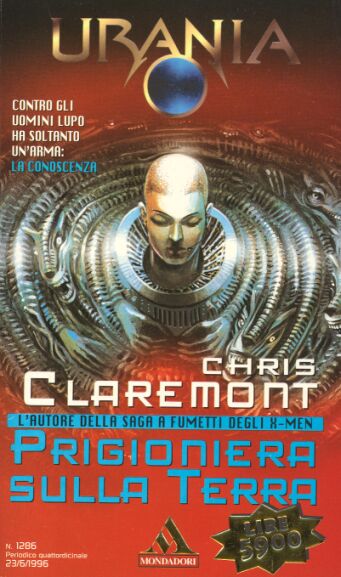 URANIA
CONTRO GLI
UOMINI LUPO
HA SOLTANTO
UN'ARMA:
LA CONOSCENZA
CHRIS
CLAREMONT
L'AUTORE DELLA SAGA A FUMETTI DEGLI X-MEN
PRIGIONIERA
SULLA TERRA
LIRE
5900
N. 1286
Periodico quattordicinale
23/6/1996
MONDADORI